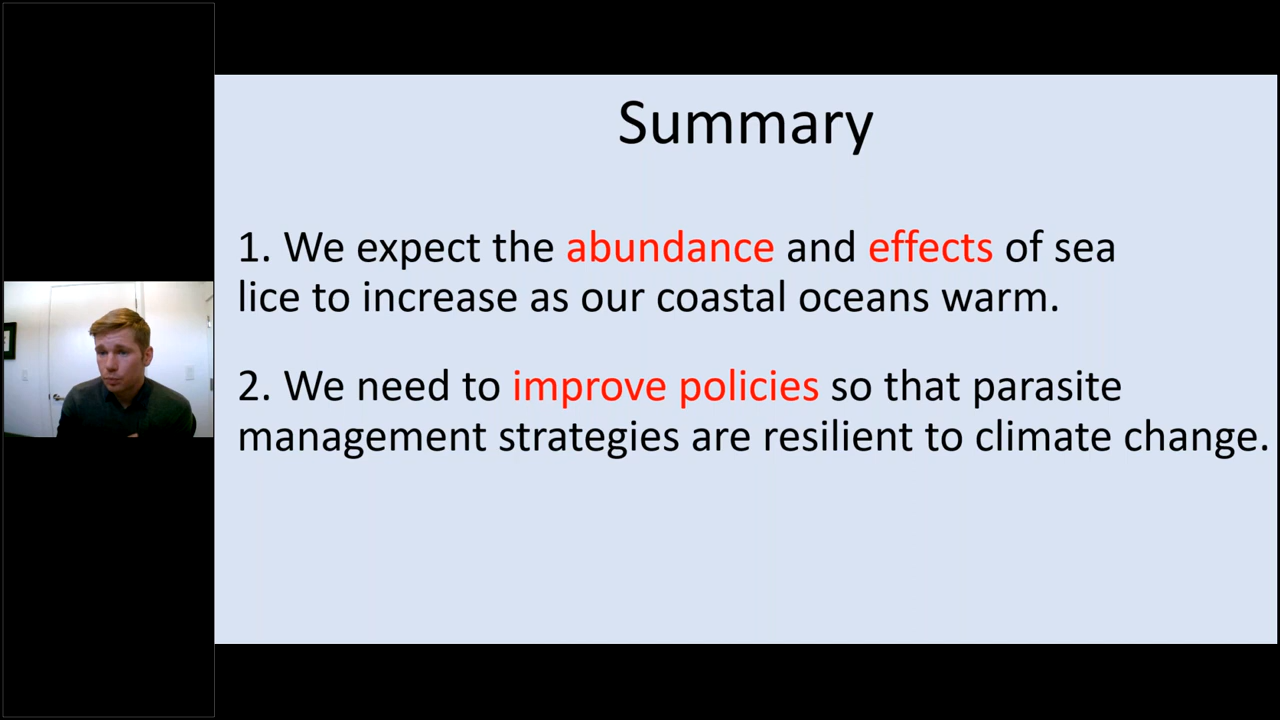 Summary
1. We expect the abundance and effects of sea
lice to increase as our coastal oceans warm.
2. We need to improve policies so that parasite
management strategies are resilient to climate change.